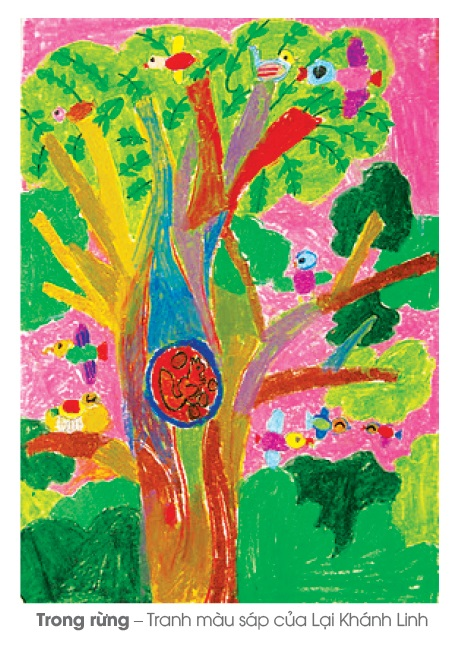 Trong rừng – Tranh màu sáp của Lại Khánh Linh